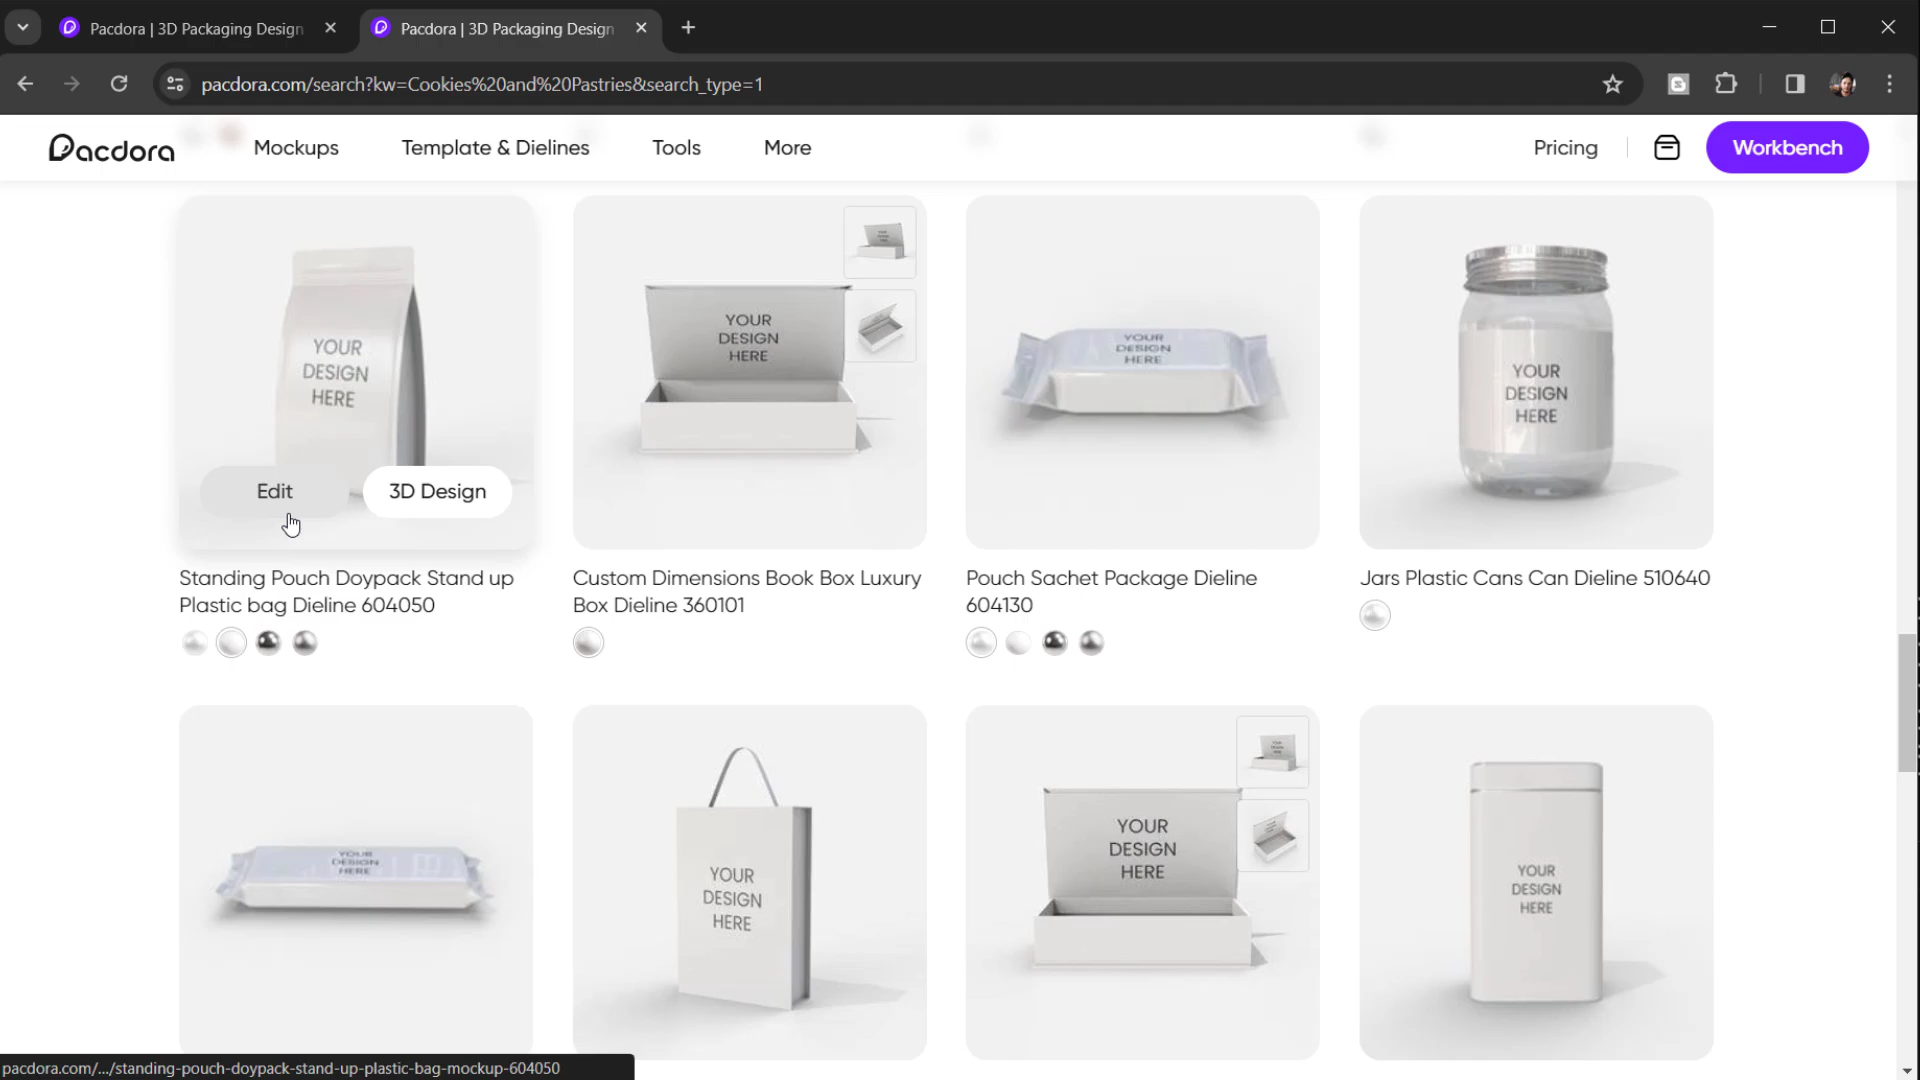 Pacdora | 3D Packaging Design
Pacdora | 3D Packaging Design
pacdora.com/search?kw=Cookies%20and%20Pastries&search_type=1
Pacdora
Mockups
Template & Dielines
Tools
More
Pricing
Workbench
YOUR
DESIGN
HERE
Edit
3D Design
YOUR
DESIGN
HERE
YOUR
DESIGN
HERE
YOUR
DESIGN
HERE
Standing Pouch Doypack Stand up
Plastic bag Dieline 604050
Custom Dimensions Book Box Luxury
Box Dieline 360101
Pouch Sachet Package Dieline
604130
Jars Plastic Cans Can Dieline 510640
YOUR
DESIGN
HERE
YOUR
DESIGN
HERE
YOUR
DESIGN
HERE
YOUR
DESIGN
HERE
pacdora.com/.../standing-pouch-doypack-stand-up-plastic-bag-mockup-604050